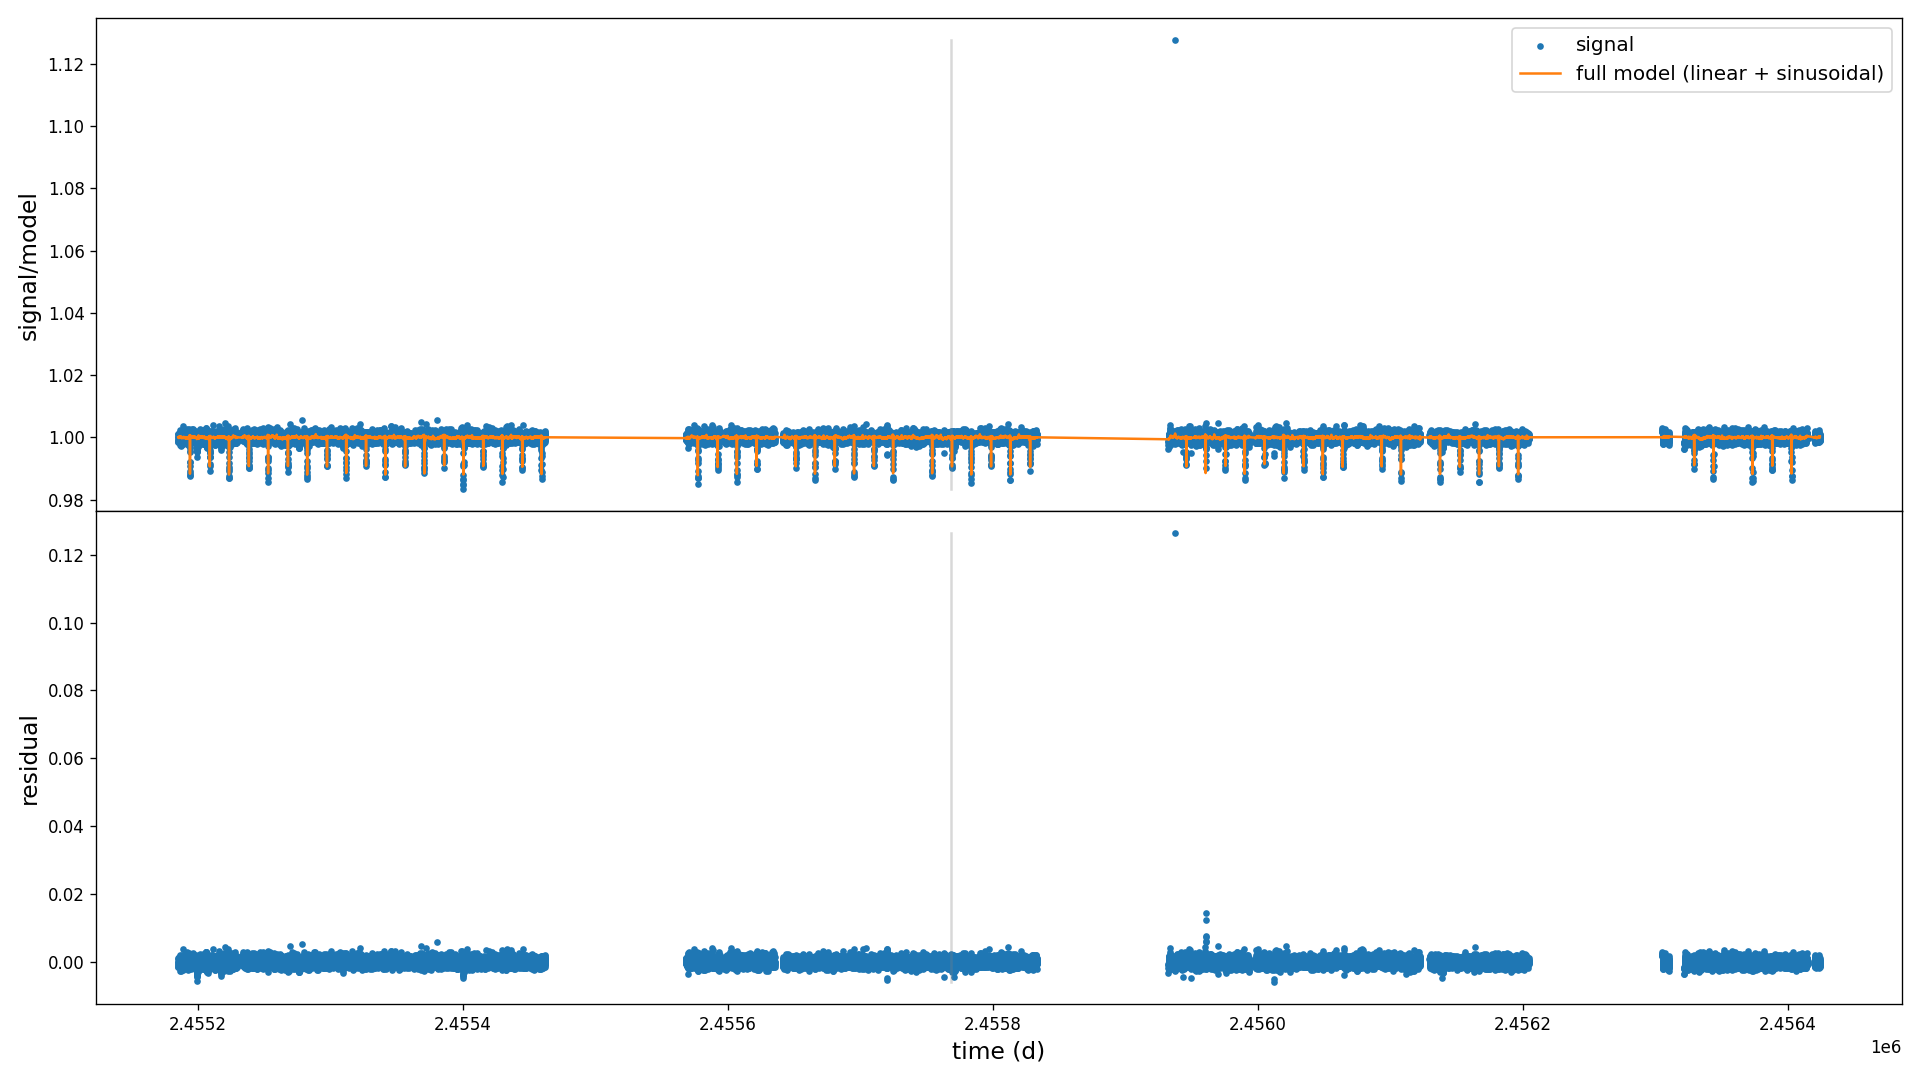 signal
full model (linear + sinusoidal)
signal/model
1.12
1.10
1.08
1.06
1.04
1.02
1.00
0.98
residual
0.12
0.10
0.08
0.06
0.04
0.02
0.00
2.4552 2.4554 2.4556 2.4558 2.4560 2.4562 2.4564
time (d)
1e6